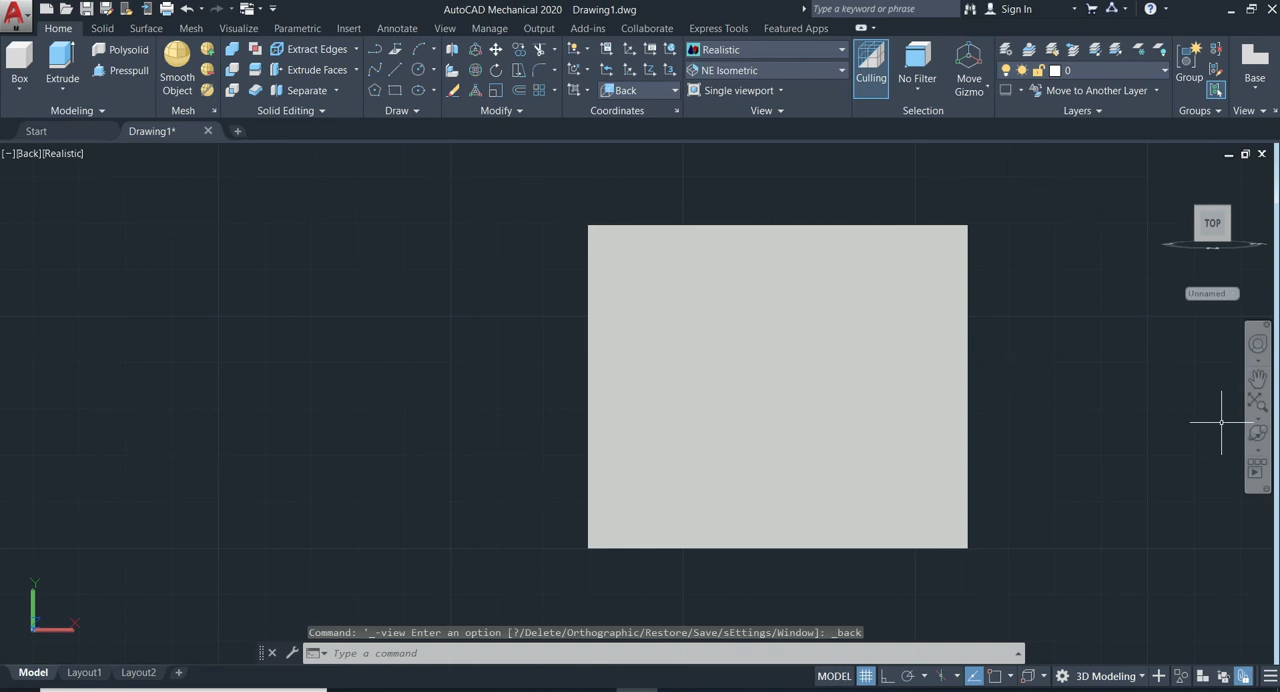 AutoCAD Mechanical 2020 Drawing1.dwg
Type a keyword or phrase
Sign In
Home Solid Surface Mesh Visualize Parametric Insert Annotate View Manage Output Add-ins Collaborate Express Tools Featured Apps
Box
Extrude
Polysolid
Presspull
Smooth
Object
Extract Edges
Extrude Faces
Separate
Back
Realistic
NE Isometric
Single viewport
Culling
No Filter
Move
Gizmo
0
Move to Another Layer
Group
Base
Modeling Mesh Solid Editing Draw Modify Coordinates View Selection Layers Groups View
Start Drawing1*
[−][Back][Realistic]
TOP
Unnamed
Y
X
Command: '_-view Enter an option [?/Delete/Orthographic/Restore/Save/sEttings/Window]: _back
Type a command
Model Layout1 Layout2
MODEL
3D Modeling